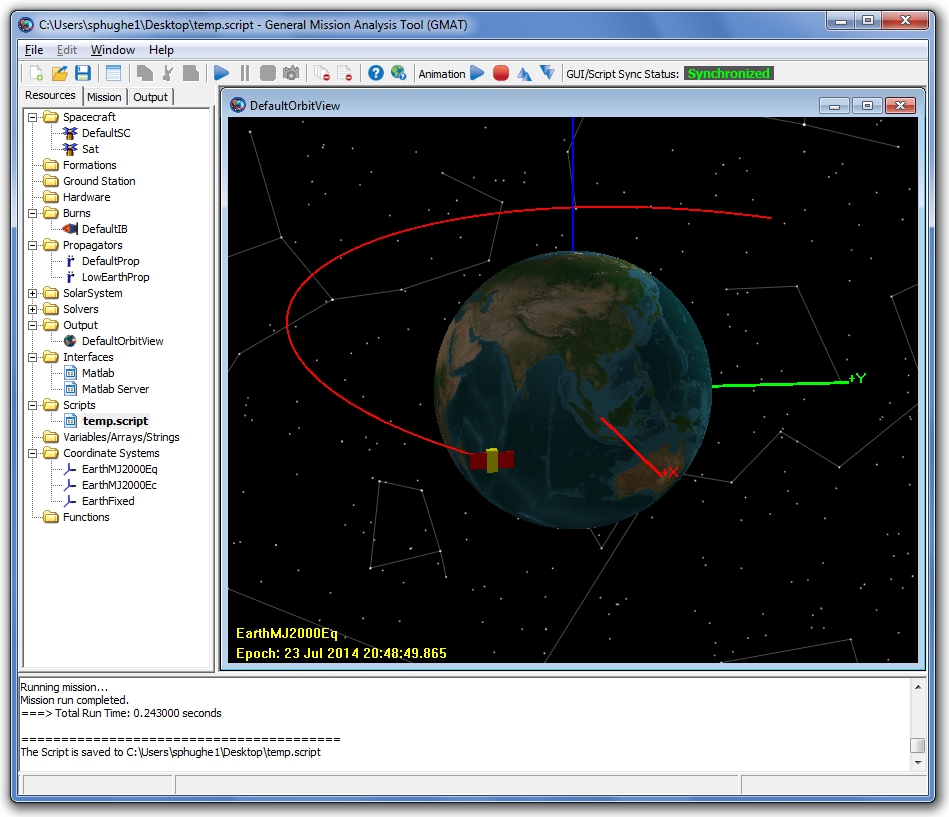 C:\Users\sphughe1\Desktop\temp.script - General Mission Analysis Tool (GMAT)
File Edit Window Help
Animation GUI/Script Sync Status: Synchronized
Resources Mission Output
Spacecraft
DefaultSC
Sat
Formations
Ground Station
Hardware
Burns
DefaultIB
Propagators
DefaultProp
LowEarthProp
SolarSystem
Solvers
Output
DefaultOrbitView
Interfaces
Matlab
Matlab Server
Scripts
temp.script
Variables/Arrays/Strings
Coordinate Systems
EarthMJ2000Eq
EarthMJ2000Ec
EarthFixed
Functions
DefaultOrbitView
+Y
+X
EarthMJ2000Eq
Epoch: 23 Jul 2014 20:48:49.865
Running mission...
Mission run completed.
===> Total Run Time: 0.243000 seconds
========================================
The Script is saved to C:\Users\sphughe1\Desktop\temp.script